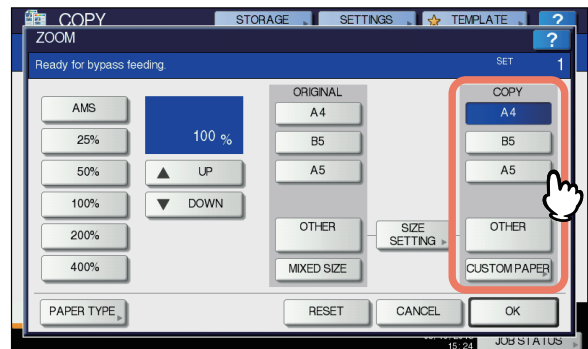 COPY STORAGE SETTINGS TEMPLATE ?
ZOOM ?
Ready for bypass feeding. SET 1
ORIGINAL COPY
AMS A4 A4
25% 100 % B5 B5
50% UP A5 A5
100% DOWN
200% OTHER SIZE SETTING OTHER
400% MIXED SIZE CUSTOM PAPER
PAPER TYPE RESET CANCEL OK
15:24 JOB STATUS